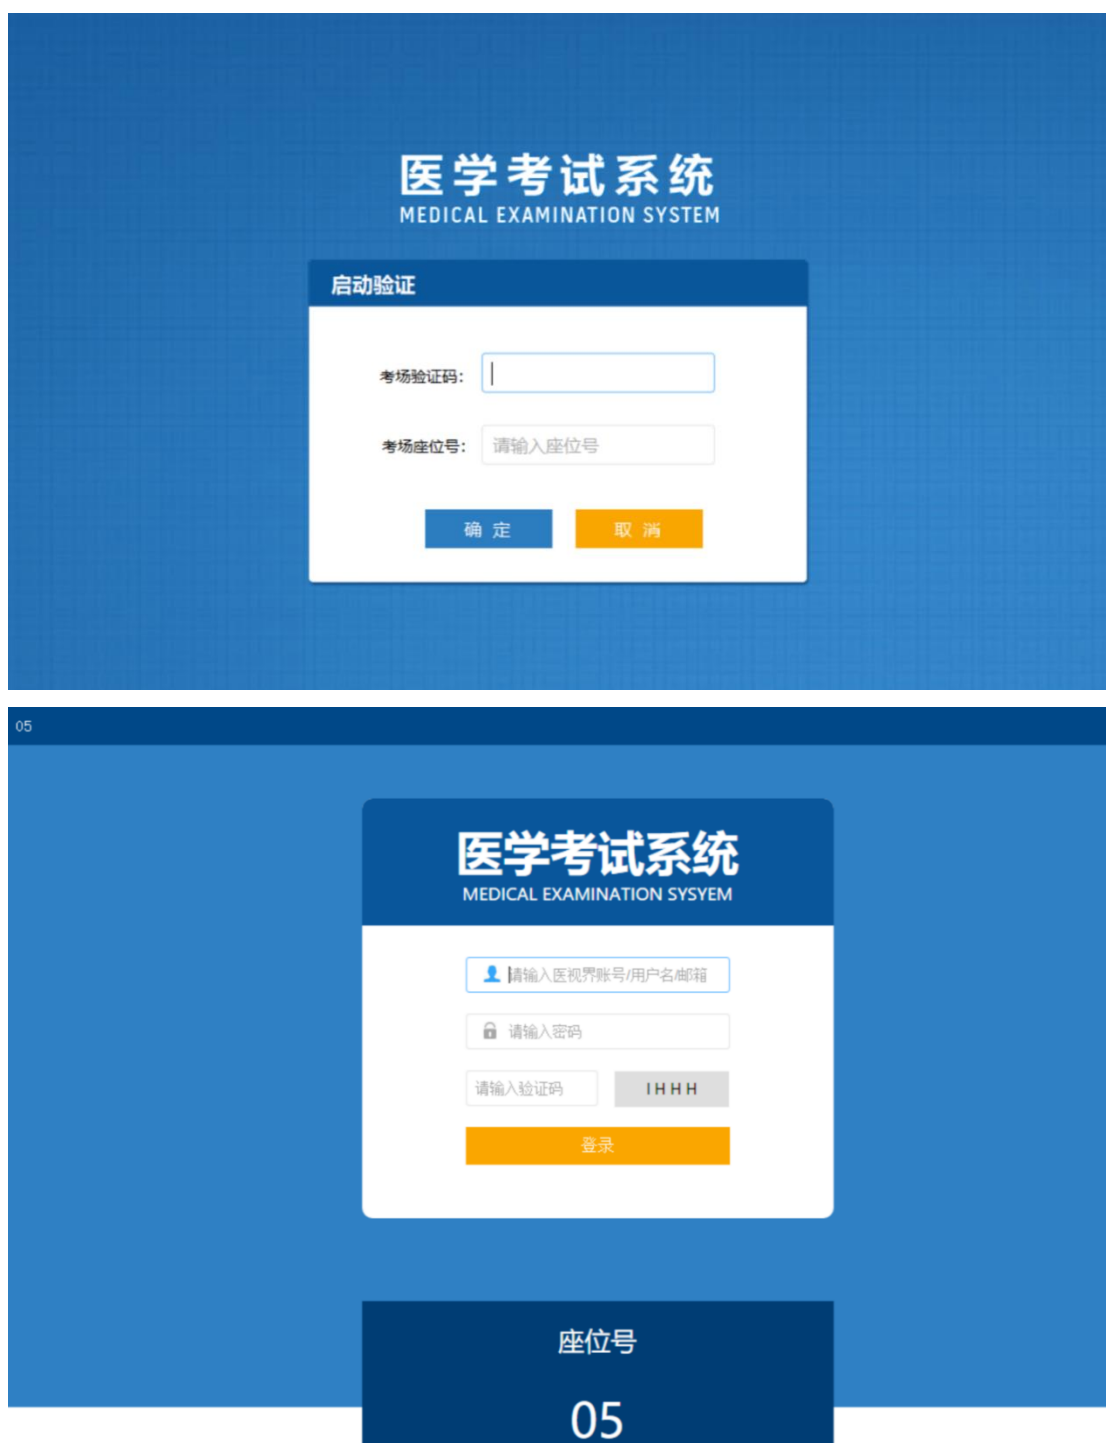 医学考试系统
MEDICAL EXAMINATION SYSTEM
启动验证
考场验证码：
考场座位号： 请输入座位号
确 定 取 消
05
医学考试系统
MEDICAL EXAMINATION SYSYEM
请输入医视界账号/用户名/邮箱
请输入密码
请输入验证码 IHHH
登录
座位号
05